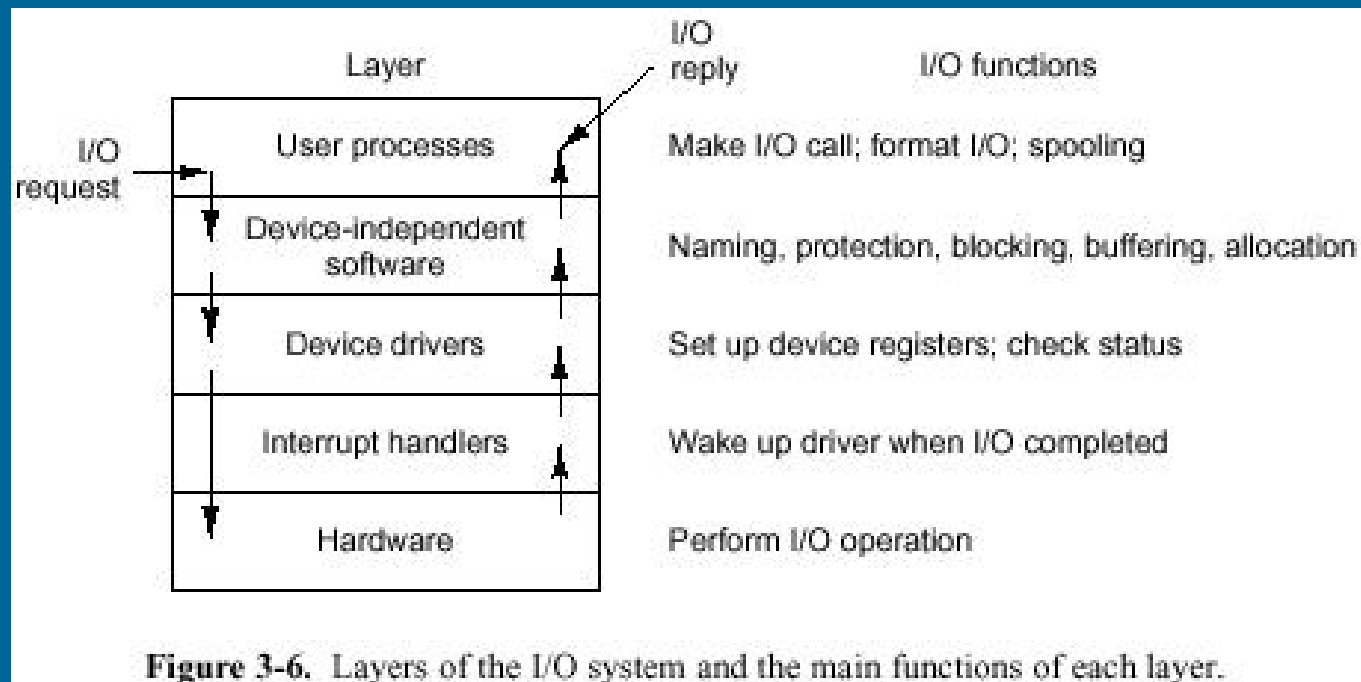 Layer
I/O
reply
I/O functions
I/O
request
User processes
Make I/O call; format I/O; spooling
Device-independent
software
Naming, protection, blocking, buffering, allocation
Device drivers
Set up device registers; check status
Interrupt handlers
Wake up driver when I/O completed
Hardware
Perform I/O operation
Figure 3-6. Layers of the I/O system and the main functions of each layer.